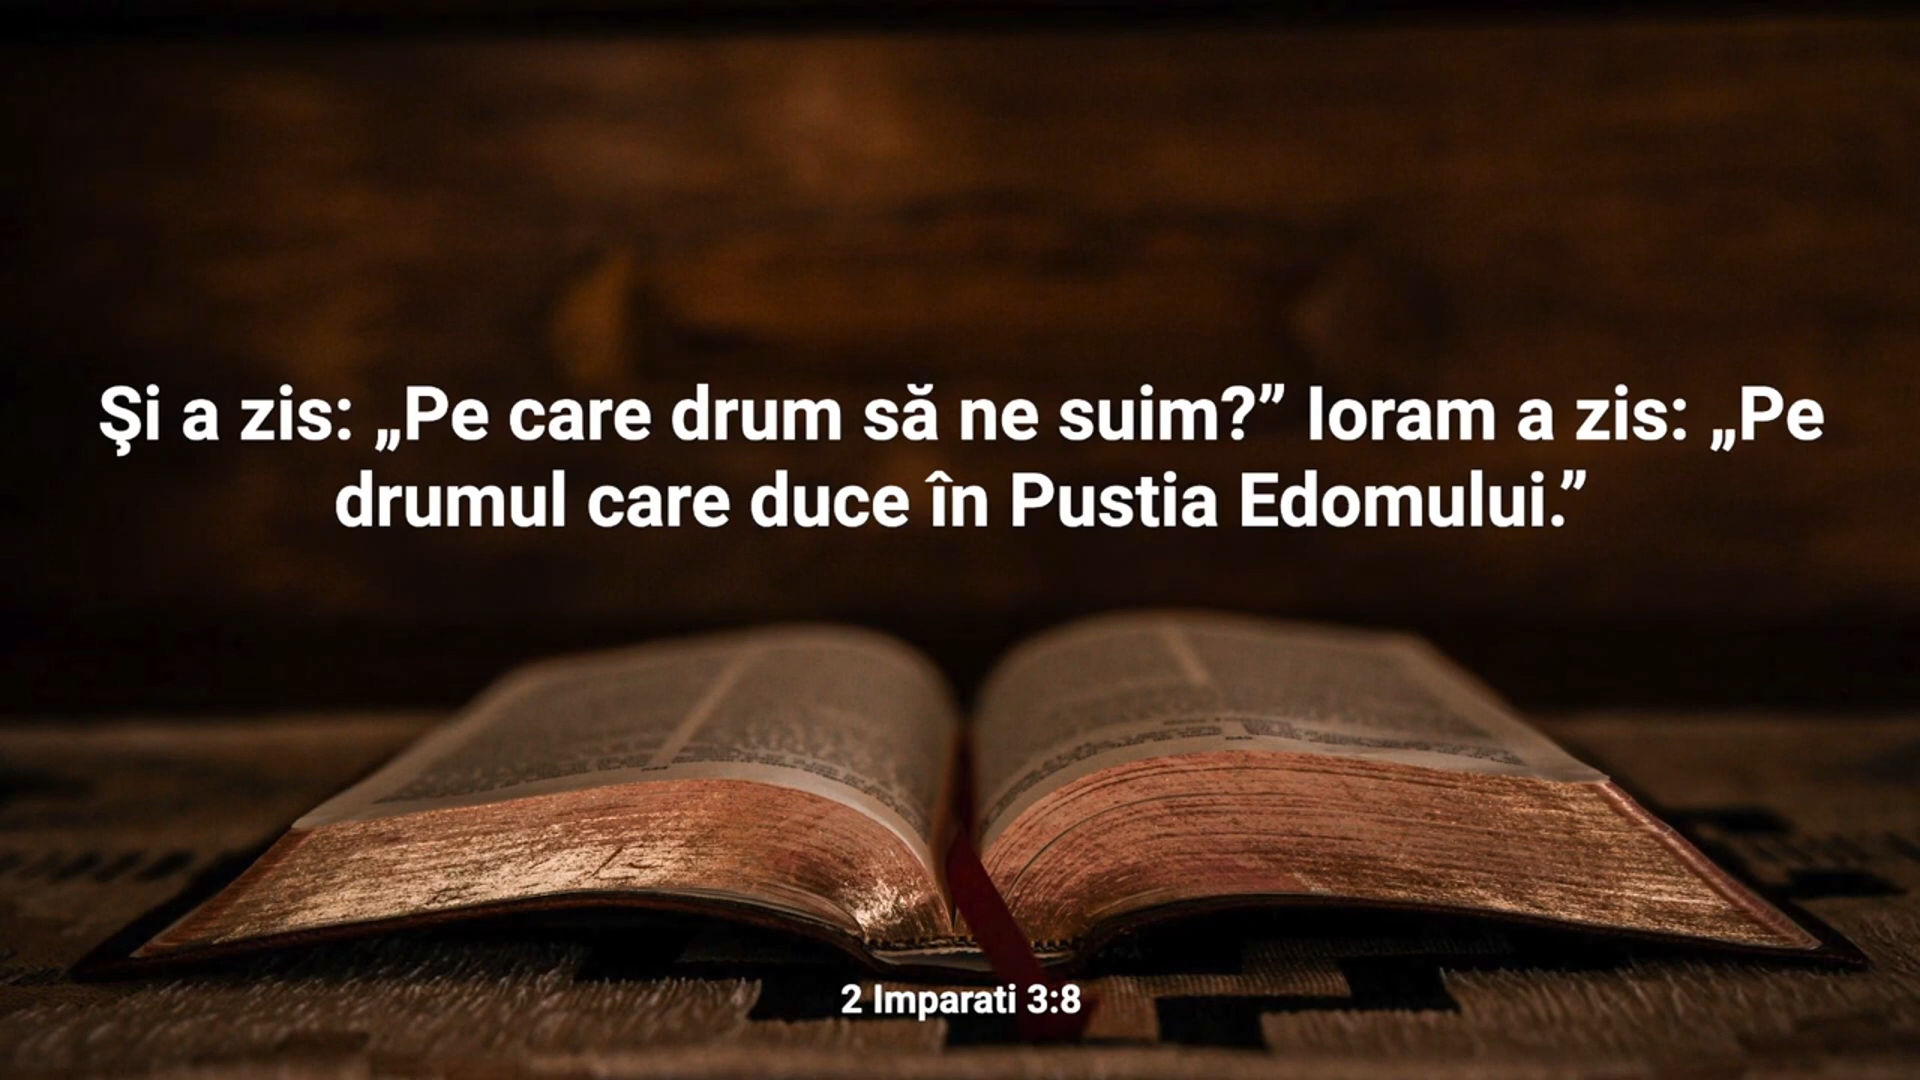 Şi a zis: „Pe care drum să ne suim?” Ioram a zis: „Pe
drumul care duce în Pustia Edomului.”
2 Imparati 3:8